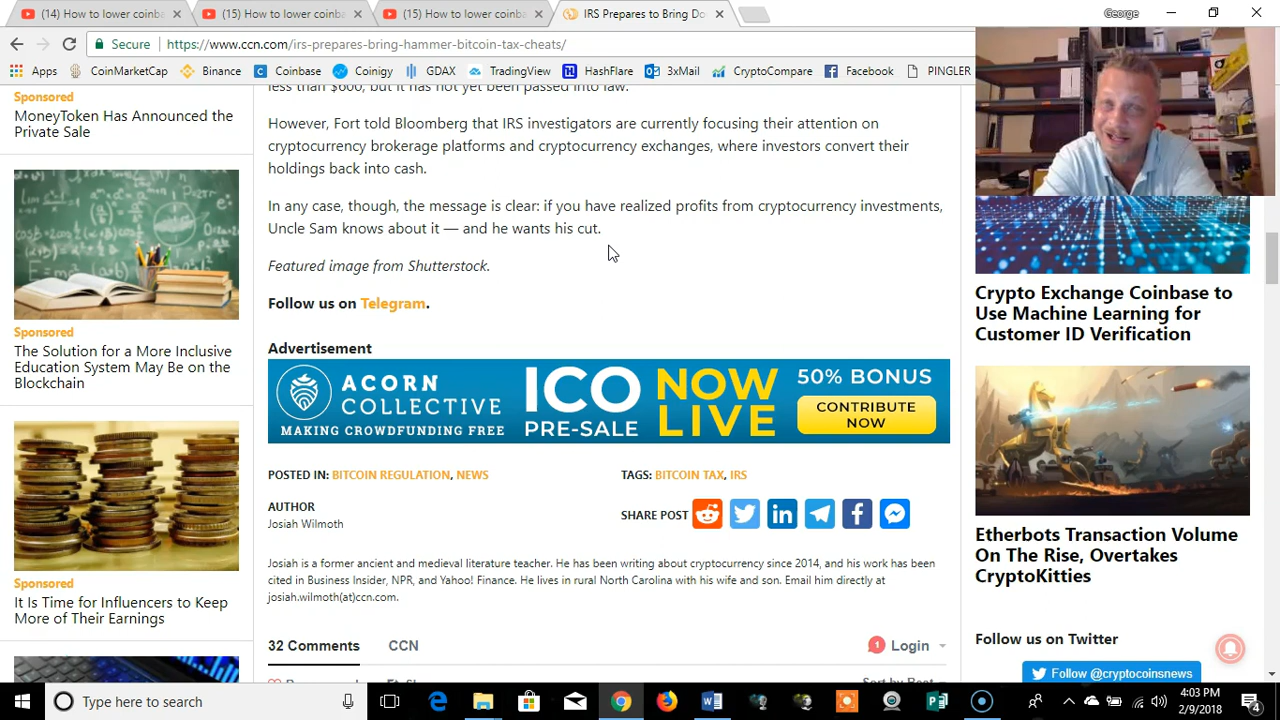 (14) How to lower coinba
(15) How to lower coinba
(15) How to lower coinba
IRS Prepares to Bring Do
George
Secure
https://www.ccn.com/irs-prepares-bring-hammer-bitcoin-tax-cheats/
Apps
CoinMarketCap
Binance
Coinbase
Coinigy
GDAX
TradingView
HashFlare
3xMail
CryptoCompare
Facebook
PINGLER
Sponsored
MoneyToken Has Announced the
Private Sale
Sponsored
The Solution for a More Inclusive
Education System May Be on the
Blockchain
Sponsored
It Is Time for Influencers to Keep
More of Their Earnings
less than $600, but it has not yet been passed into law.
However, Fort told Bloomberg that IRS investigators are currently focusing their attention on
cryptocurrency brokerage platforms and cryptocurrency exchanges, where investors convert their
holdings back into cash.
In any case, though, the message is clear: if you have realized profits from cryptocurrency investments,
Uncle Sam knows about it — and he wants his cut.
Featured image from Shutterstock.
Follow us on Telegram.
Advertisement
ACORN
COLLECTIVE
MAKING CROWDFUNDING FREE
ICO
PRE-SALE
NOW
LIVE
50% BONUS
CONTRIBUTE
NOW
POSTED IN: BITCOIN REGULATION, NEWS
TAGS: BITCOIN TAX, IRS
AUTHOR
Josiah Wilmoth
SHARE POST
Josiah is a former ancient and medieval literature teacher. He has been writing about cryptocurrency since 2014, and his work has been
cited in Business Insider, NPR, and Yahoo! Finance. He lives in rural North Carolina with his wife and son. Email him directly at
josiah.wilmoth(at)ccn.com.
32 Comments
CCN
1
Login
Crypto Exchange Coinbase to
Use Machine Learning for
Customer ID Verification
Etherbots Transaction Volume
On The Rise, Overtakes
CryptoKitties
Follow us on Twitter
Follow @cryptocoinsnews
Type here to search
4:03 PM
2/9/2018
4